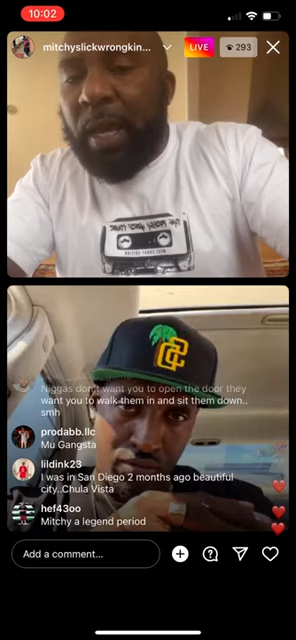 10:02
mitchyslickwrongkin...
LIVE
293
Niggas don't want you to open the door they
want you to walk them in and sit them down..
smh
prodabb.llc
Mu Gangsta
lildink23
I was in San Diego 2 months ago beautiful
city..Chula Vista
hef43oo
Mitchy a legend period
Add a comment...